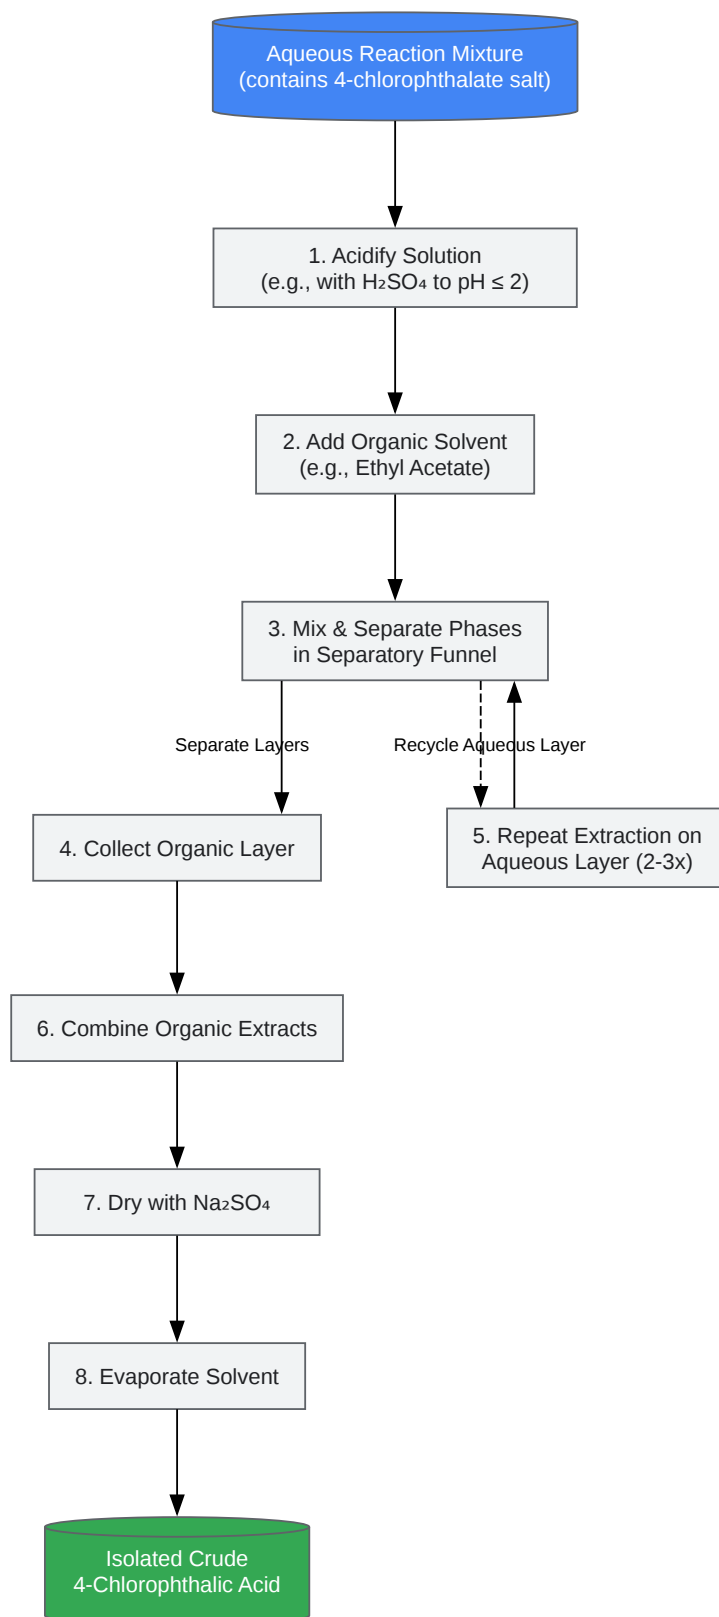 Aqueous Reaction Mixture
(contains 4-chlorophthalate salt)
1. Acidify Solution
(e.g., with H₂SO₄ to pH ≤ 2)
2. Add Organic Solvent
(e.g., Ethyl Acetate)
3. Mix & Separate Phases
in Separatory Funnel
Separate Layers
Recycle Aqueous Layer
4. Collect Organic Layer
5. Repeat Extraction on
Aqueous Layer (2-3x)
6. Combine Organic Extracts
7. Dry with Na₂SO₄
8. Evaporate Solvent
Isolated Crude
4-Chlorophthalic Acid